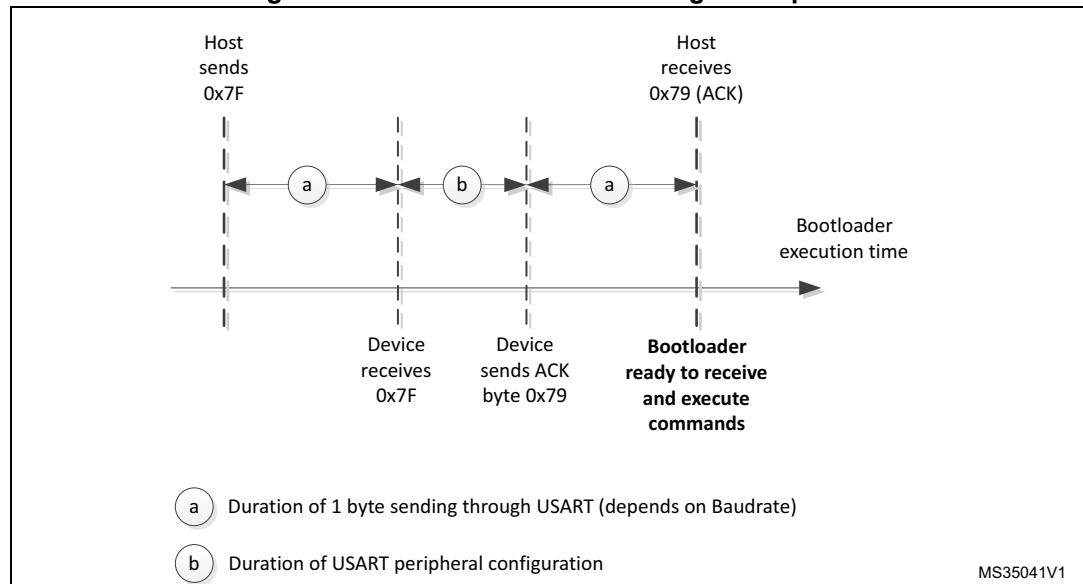 Host
sends
0x7F
Host
receives
0x79 (ACK)
a
b
a
Bootloader
execution time
Device
receives
0x7F
Device
sends ACK
byte 0x79
Bootloader
ready to receive
and execute
commands
a Duration of 1 byte sending through USART (depends on Baudrate)
b Duration of USART peripheral configuration
MS35041V1